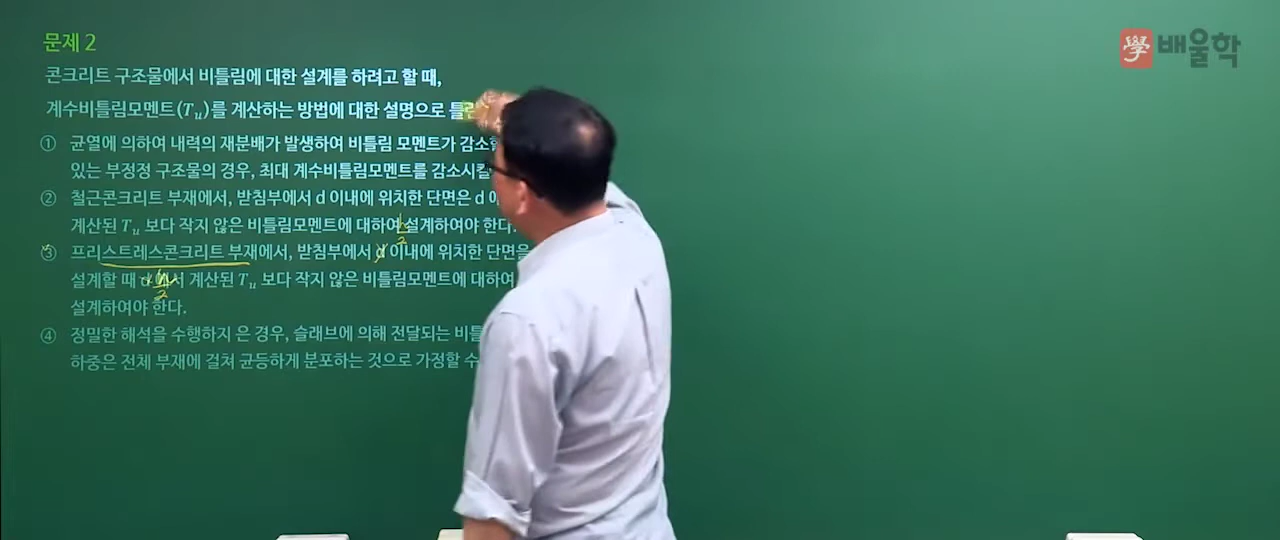 문제 2
學 배울학
콘크리트 구조물에서 비틀림에 대한 설계를 하려고 할 때,
계수비틀림모멘트(Tᵤ)를 계산하는 방법에 대한 설명으로 틀린
① 균열에 의하여 내력의 재분배가 발생하여 비틀림 모멘트가
있는 부정정 구조물의 경우, 최대 계수비틀림모멘트를
② 철근콘크리트 부재에서, 받침부에서 d 이내에 위치한 단면은 d
계산된 Tᵤ 보다 작지 않은 비틀림모멘트에 대하여 설계하여야 한다.
h/2
③ 프리스트레스콘크리트 부재에서, 받침부에서 d 이내에 위치한 단면을
설계할 때 d에서 계산된 Tᵤ 보다 작지 않은 비틀림모멘트에 대하여
h/2
설계하여야 한다.
④ 정밀한 해석을 수행하지 은 경우, 슬래브에 의해 전달되는
하중은 전체 부재에 걸쳐 균등하게 분포하는 것으로 가정할 수